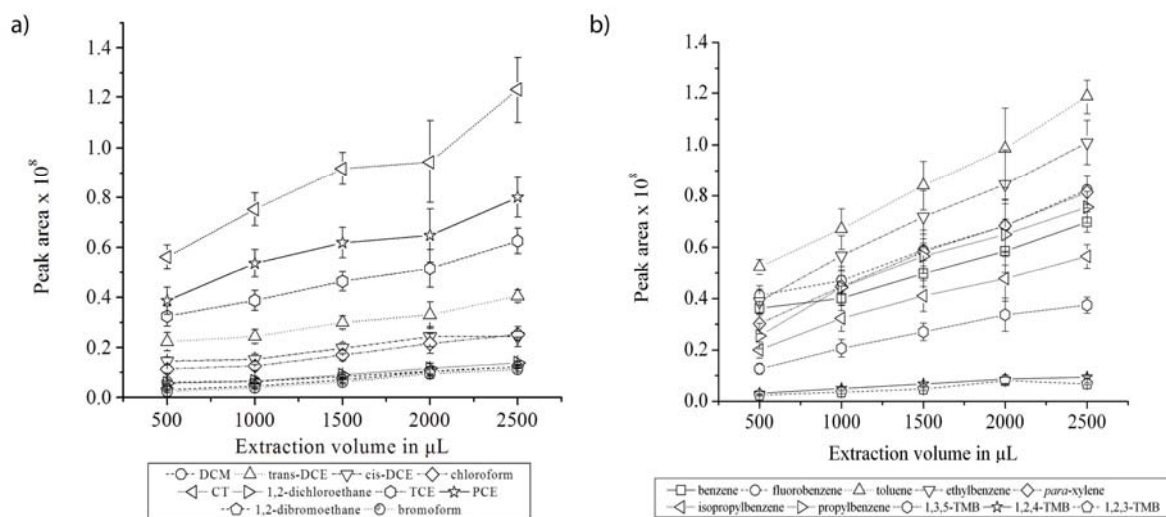 a)
Peak area x 10⁸
1.4
1.2
1.0
0.8
0.6
0.4
0.2
0.0
500 1000 1500 2000 2500
Extraction volume in µL
DCM trans-DCE cis-DCE chloroform
CT 1,2-dichloroethane TCE PCE
1,2-dibromoethane bromoform
b)
Peak area x 10⁸
1.4
1.2
1.0
0.8
0.6
0.4
0.2
0.0
500 1000 1500 2000 2500
Extraction volume in µL
benzene fluorobenzene toluene ethylbenzene para-xylene
isopropylbenzene propylbenzene 1,3,5-TMB 1,2,4-TMB 1,2,3-TMB